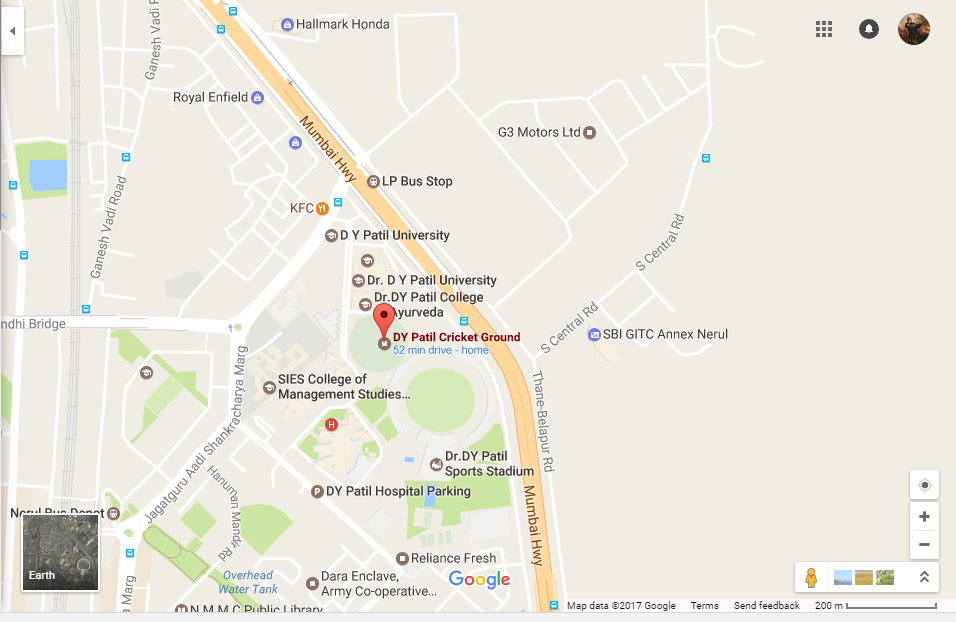 Hallmark Honda
Ganesh Vadi R
Royal Enfield
Mumbai Hwy
G3 Motors Ltd
LP Bus Stop
KFC
D Y Patil University
Ganesh Vadi Road
S Central Rd
Dr. D Y Patil University
Dr.DY Patil College
Ayurveda
ndhi Bridge
DY Patil Cricket Ground
52 min drive - home
S Central Rd
SBI GITC Annex Nerul
SIES College of
Management Studies...
Jagatguru Aadi Shankracharya Marg
Thane-Belapur Rd
H
Dr.DY Patil
Sports Stadium
P
DY Patil Hospital Parking
Hanuman Mandir Rd
Mumbai Hwy
Nerul Bus Depot
Earth
Reliance Fresh
Overhead
Water Tank
Dara Enclave,
Army Co-operative...
Google
a Marg
N M M C Public Library
Map data ©2017 Google
Terms
Send feedback
200 m